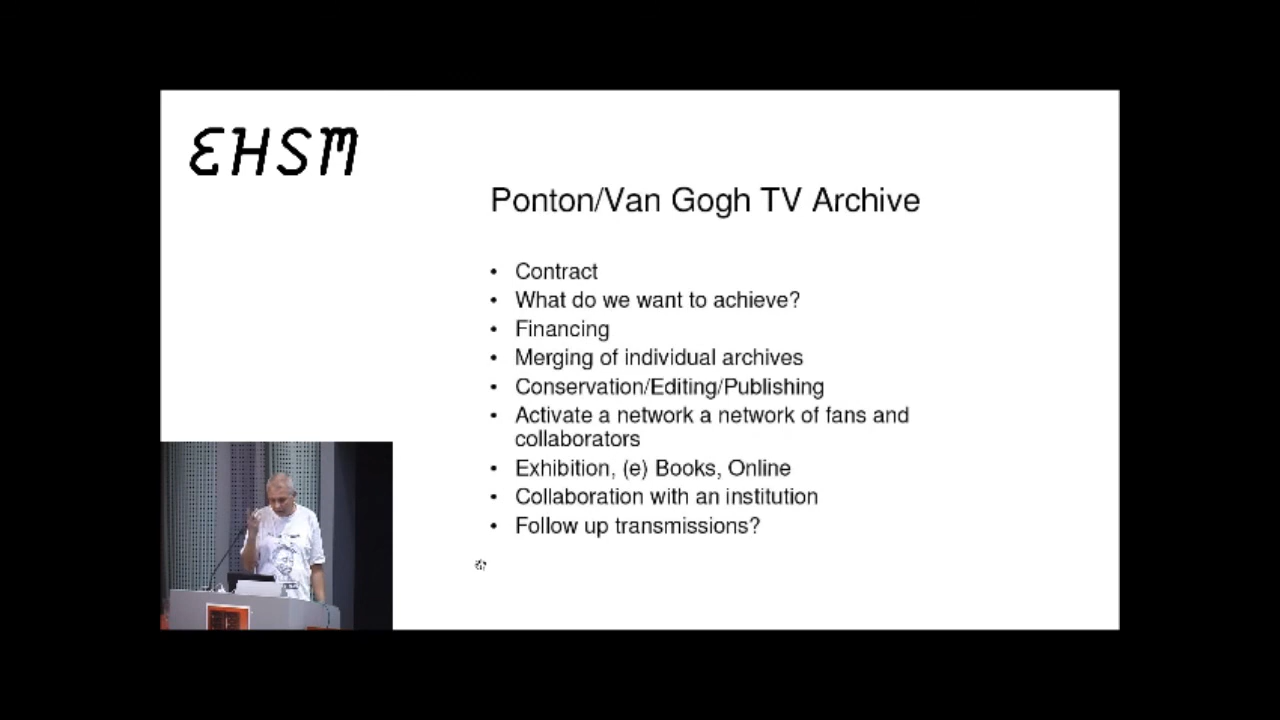 EHSM
Ponton/Van Gogh TV Archive
• Contract
• What do we want to achieve?
• Financing
• Merging of individual archives
• Conservation/Editing/Publishing
• Activate a network a network of fans and
collaborators
• Exhibition, (e) Books, Online
• Collaboration with an institution
• Follow up transmissions?